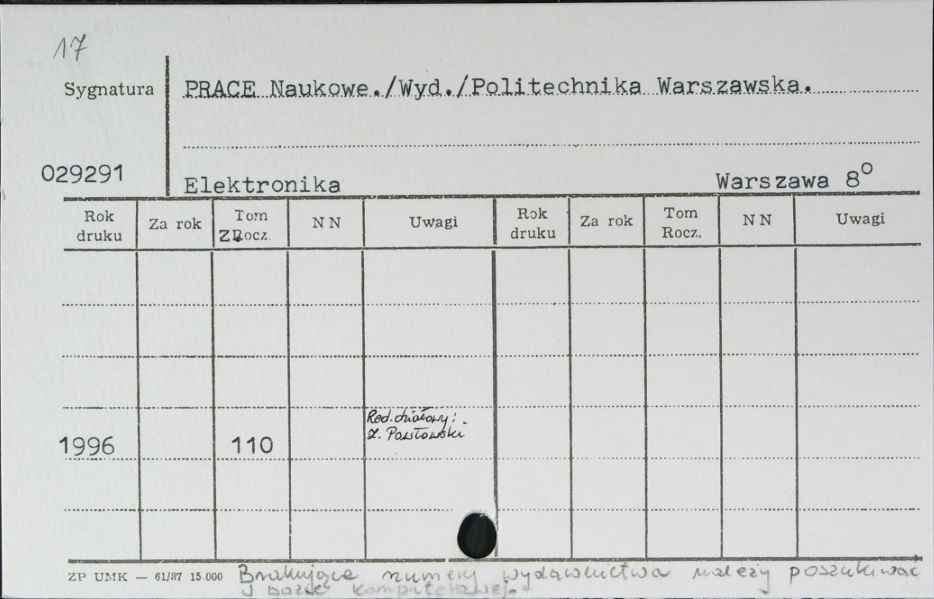 17
Sygnatura PRACE Naukowe./Wyd./Politechnika Warszawska.
029291 Elektronika Warszawa 8°
Rok druku Za rok Tom Rocz. Z. NN Uwagi Rok druku Za rok Tom Rocz. NN Uwagi
Red. działowy:
1996 110 Z. Pawłowski
ZP UMK — 61/87 15.000 Brakujące numery wydawnictwa należy poszukiwać
w bazie komputerowej.